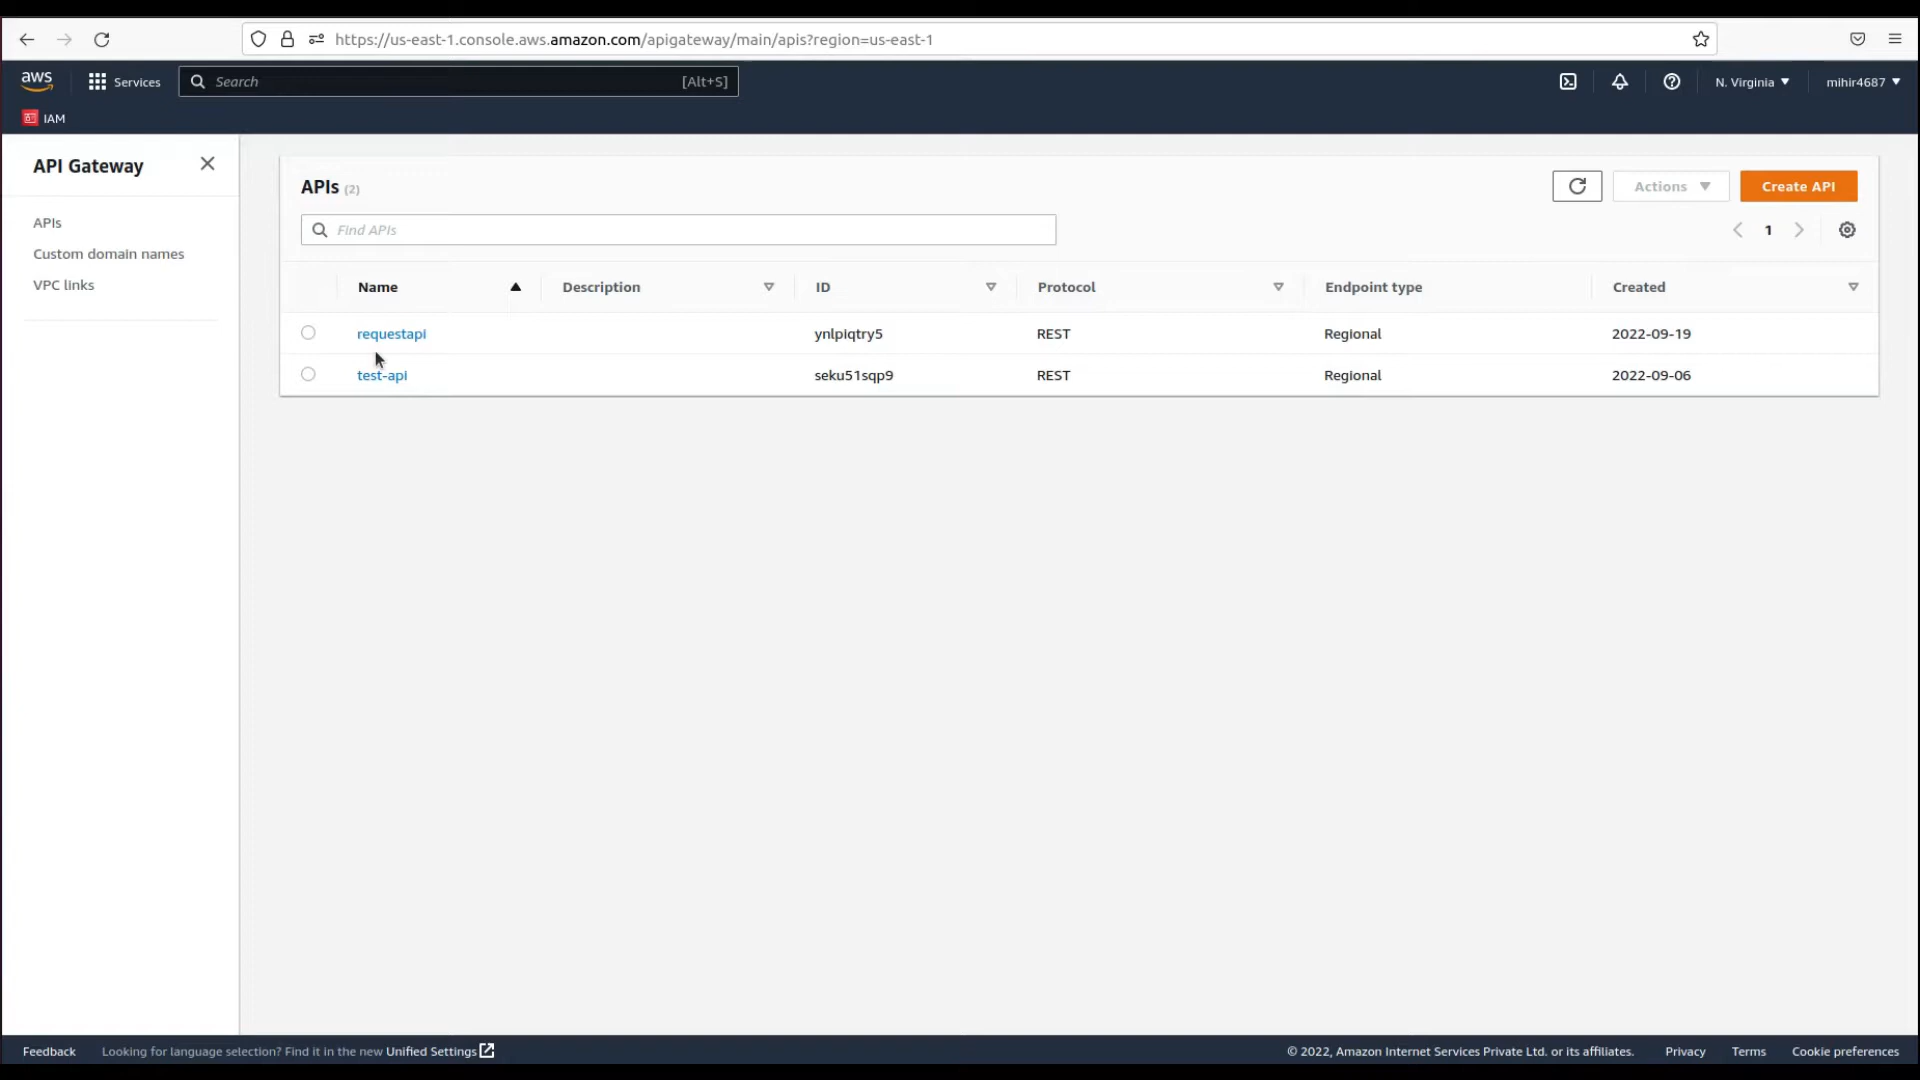 https://us-east-1.console.aws.amazon.com/apigateway/main/apis?region=us-east-1
aws Services Search [Alt+S] N. Virginia mihir4687
IAM
API Gateway
APIs
Custom domain names
VPC links
APIs (2)
Actions Create API
Find APIs
1
Name Description ID Protocol Endpoint type Created
requestapi ynlpiqtry5 REST Regional 2022-09-19
test-api seku51sqp9 REST Regional 2022-09-06
Feedback Looking for language selection? Find it in the new Unified Settings © 2022, Amazon Internet Services Private Ltd. or its affiliates. Privacy Terms Cookie preferences